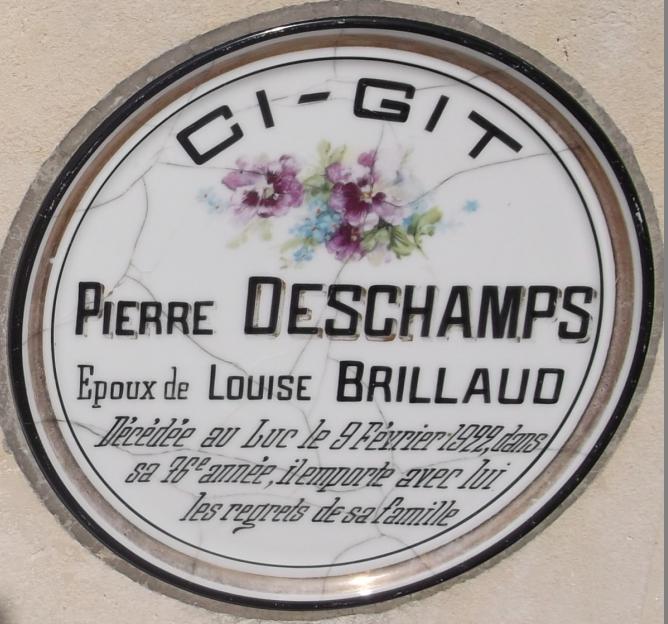 CI-GIT
PIERRE DESCHAMPS
Epoux de LOUISE BRILLAUD
Décédée au Luc le 9 Février 1922, dans
sa 76e année, il emporte avec lui
les regrets de sa famille